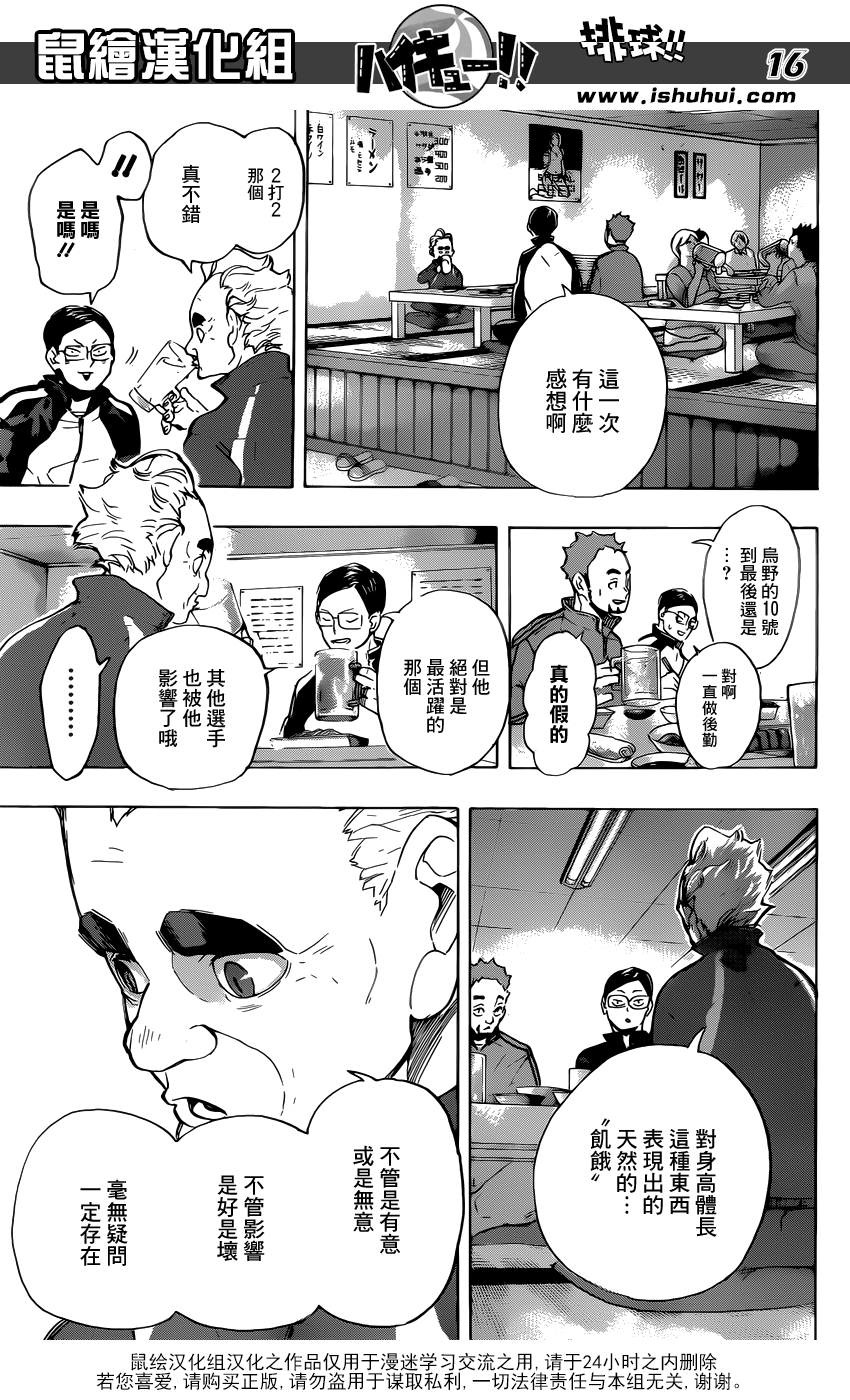 鼠繪漢化組
ハイキュー!!
排球!!
16
www.ishuhui.com
ラーメン
300
400
500
200
這一次
有什麼
感想啊
2打2
那個
真不錯
!!
是嗎
是嗎!!
烏野的10號
到最後還是
…?
對啊
一直做後勤
真的假的
但他
絕對是
最活躍的
那個
其他選手
也被他
影響了哦
………
對身高體長
這種東西
表現出的
天然的…
〝飢餓〞
不管是有意
或是無意
不管影響
是好是壞
毫無疑問
一定存在
鼠绘汉化组汉化之作品仅用于漫迷学习交流之用,请于24小时之内删除
若您喜爱,请购买正版,请勿盗用于谋取私利,一切法律责任与本组无关,谢谢。